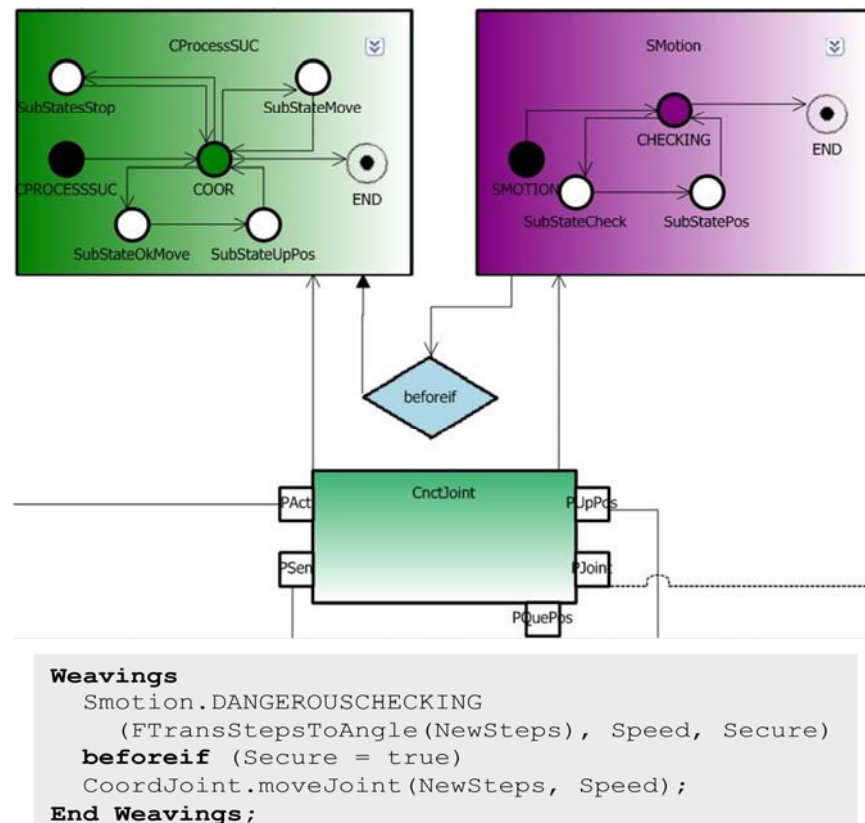 CProcessSUC
SubStatesStop
SubStateMove
CPROCESSSUC
COOR
END
SubStateOkMove
SubStateUpPos
SMotion
CHECKING
SMOTION
END
SubStateCheck
SubStatePos
beforeif
CnctJoint
PAct
PUpPos
PSen
PJoint
PQuePos
Weavings
Smotion.DANGEROUSCHECKING
(FTransStepsToAngle(NewSteps), Speed, Secure)
beforeif (Secure = true)
CoordJoint.moveJoint(NewSteps, Speed);
End Weavings;